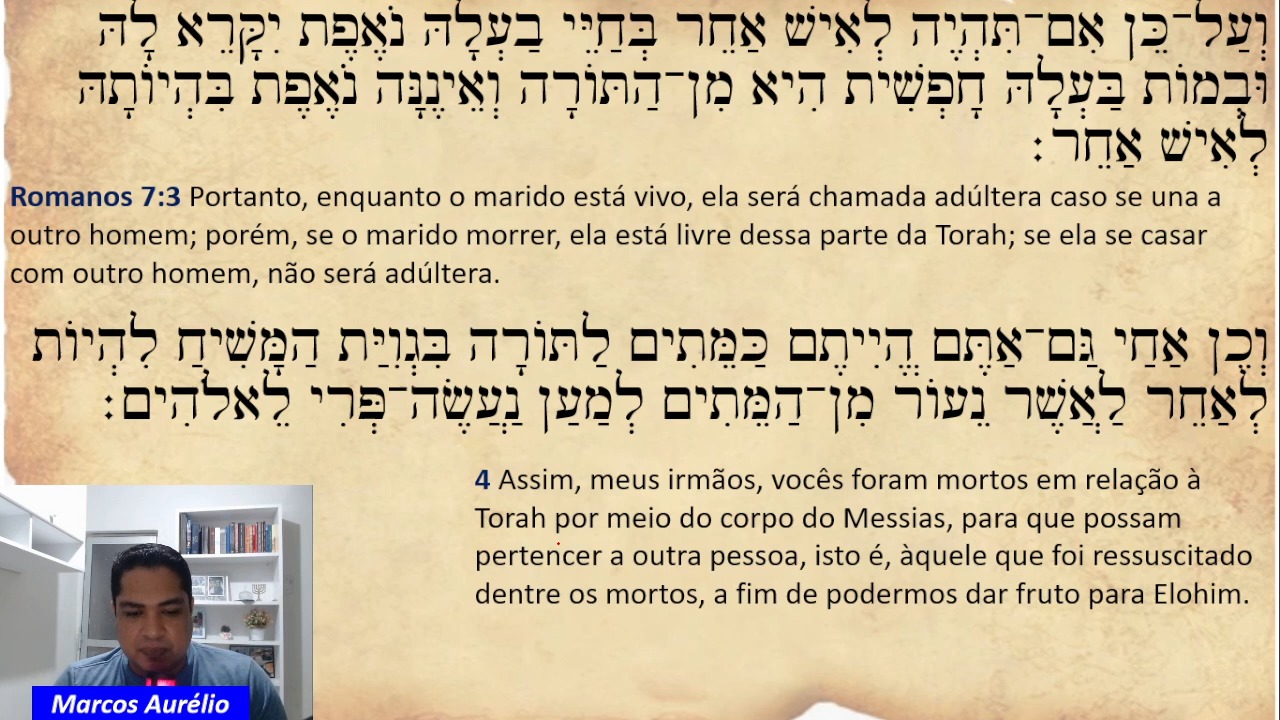 וְעַל־כֵּן אִם־תִּהְיֶה לְאִישׁ אַחֵר בְּחַיֵּי בַעְלָהּ נֹאֶפֶת יִקָּרֵא לָהּ
וּבְמוֹת בַּעְלָהּ חָפְשִׁית הִיא מִן־הַתּוֹרָה וְאֵינֶנָּה נֹאֶפֶת בִּהְיוֹתָהּ
לְאִישׁ אַחֵר׃
Romanos 7:3 Portanto, enquanto o marido está vivo, ela será chamada adúltera caso se una a
outro homem; porém, se o marido morrer, ela está livre dessa parte da Torah; se ela se casar
com outro homem, não será adúltera.
וְכֵן אַחַי גַּם־אַתֶּם הֱיִיתֶם כַּמֵּתִים לַתּוֹרָה בִּגְוִיַּת הַמָּשִׁיחַ לִהְיוֹת
לְאַחֵר לַאֲשֶׁר נֵעוֹר מִן־הַמֵּתִים לְמַעַן נַעֲשֶׂה־פְּרִי לֵאלֹהִים׃
4 Assim, meus irmãos, vocês foram mortos em relação à
Torah por meio do corpo do Messias, para que possam
pertencer a outra pessoa, isto é, àquele que foi ressuscitado
dentre os mortos, a fim de podermos dar fruto para Elohim.
Marcos Aurélio